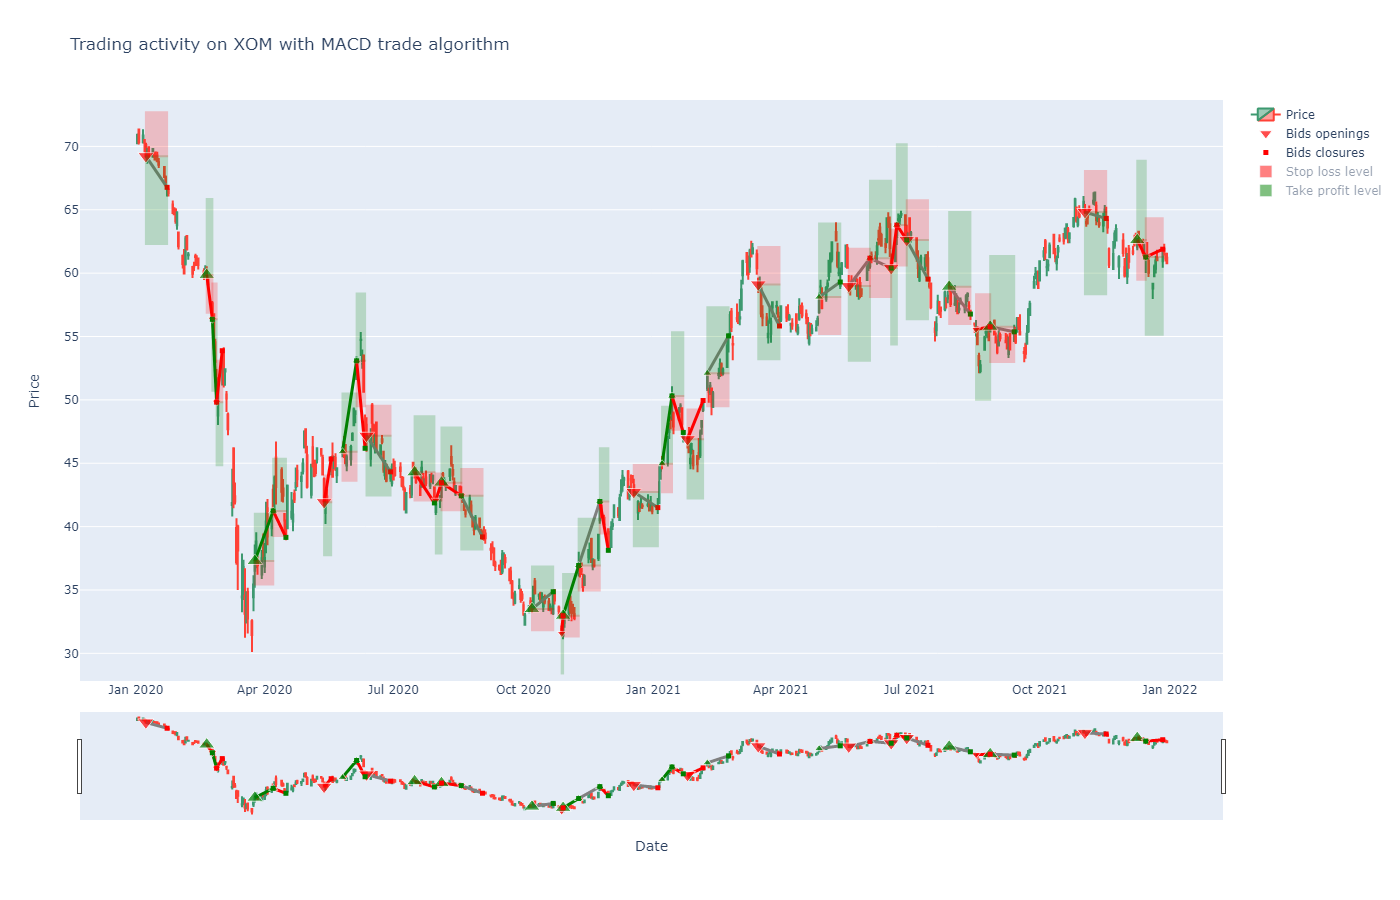 Trading activity on XOM with MACD trade algorithm
Price
Bids openings
Bids closures
Stop loss level
Take profit level
Price
70
65
60
55
50
45
40
35
30
Jan 2020
Apr 2020
Jul 2020
Oct 2020
Jan 2021
Apr 2021
Jul 2021
Oct 2021
Jan 2022
Date